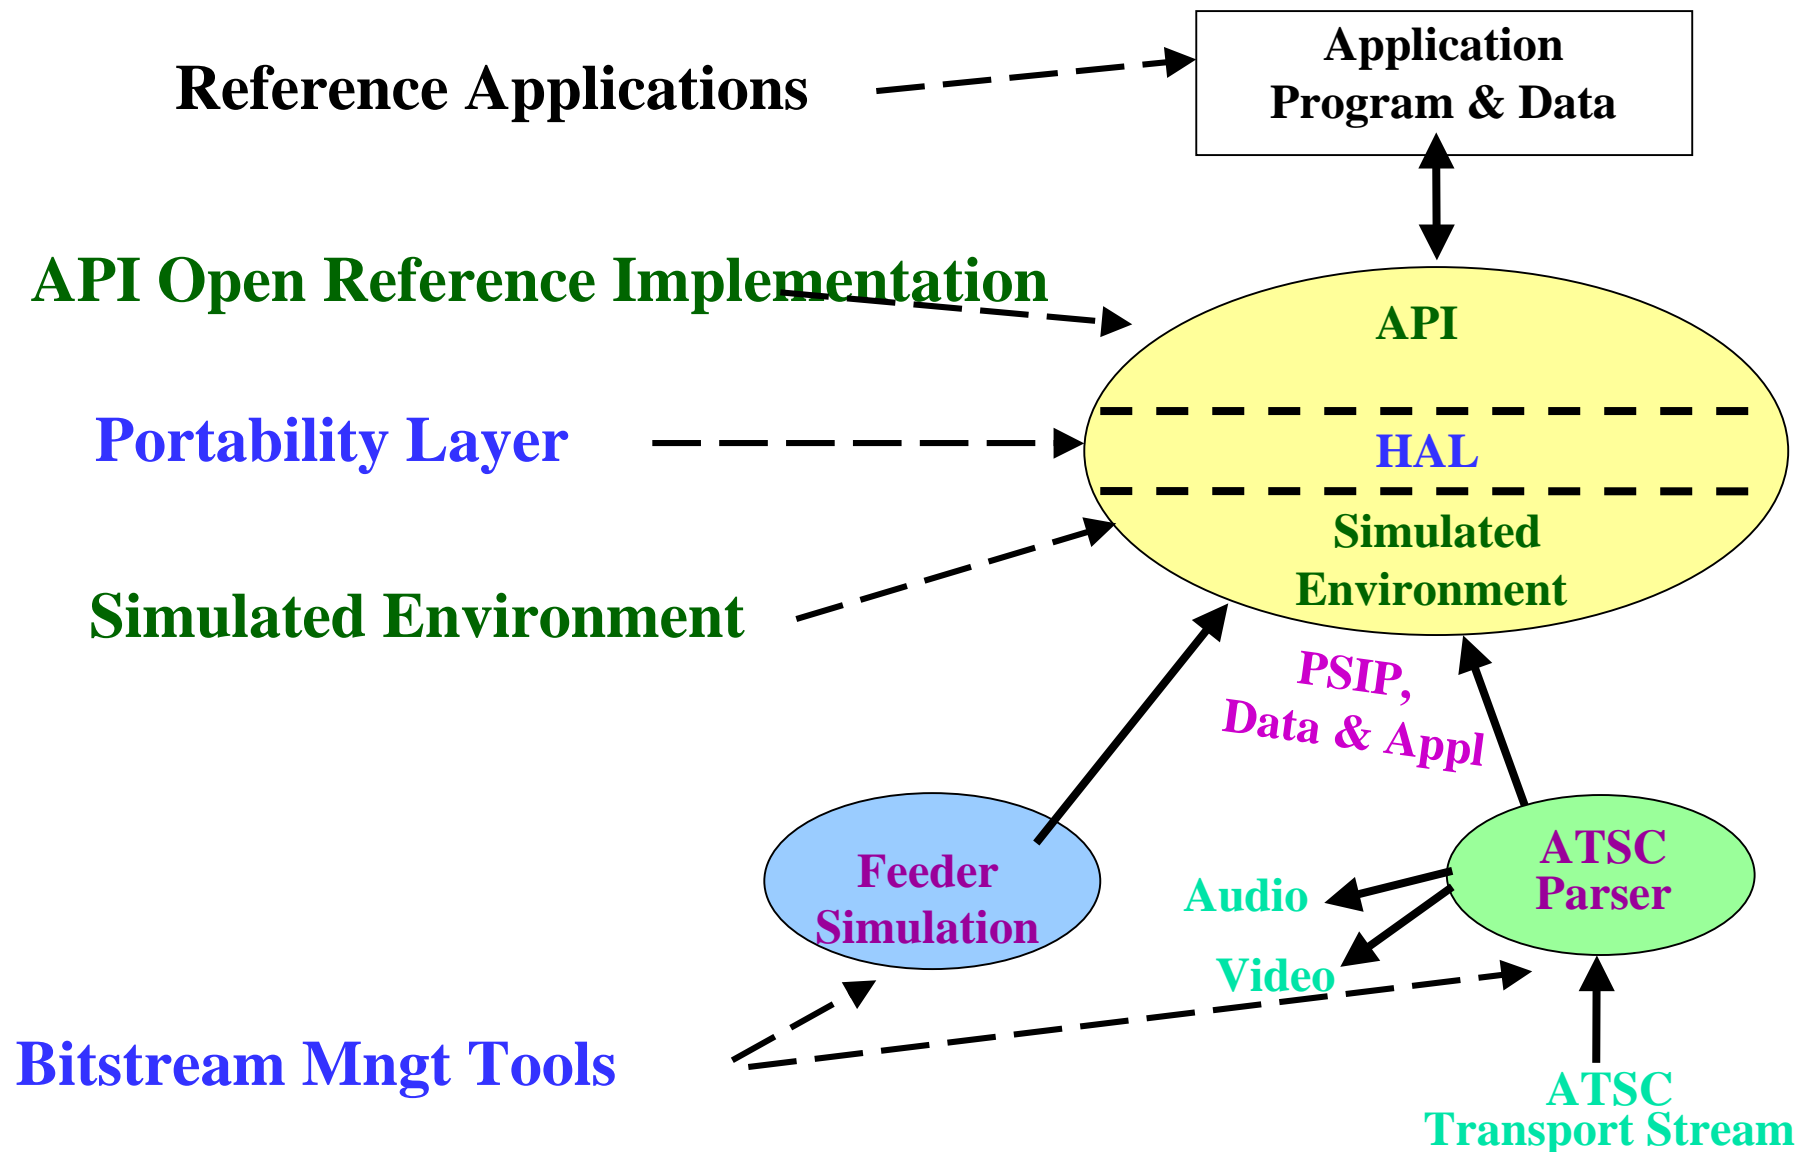 Application
Reference Applications
Program & Data
API Open Reference Implementation
API
Portability Layer
HAL
Simulated
Environment
Simulated Environment
PSIP,
Data & Appl
Feeder
Simulation
ATSC
Parser
Audio
Video
Bitstream Mngt Tools
ATSC
Transport Stream